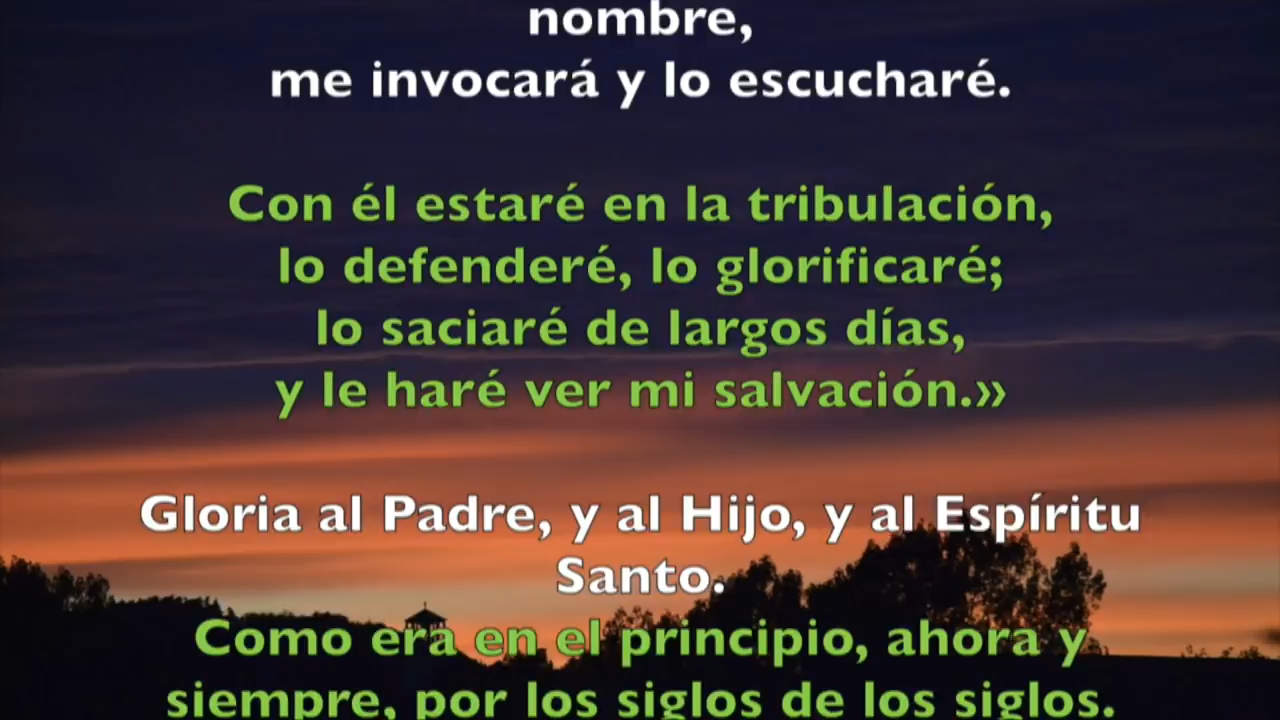 nombre,
me invocará y lo escucharé.
Con él estaré en la tribulación,
lo defenderé, lo glorificaré;
lo saciaré de largos días,
y le haré ver mi salvación.»
Gloria al Padre, y al Hijo, y al Espíritu
Santo.
Como era en el principio, ahora y
siempre, por los siglos de los siglos.